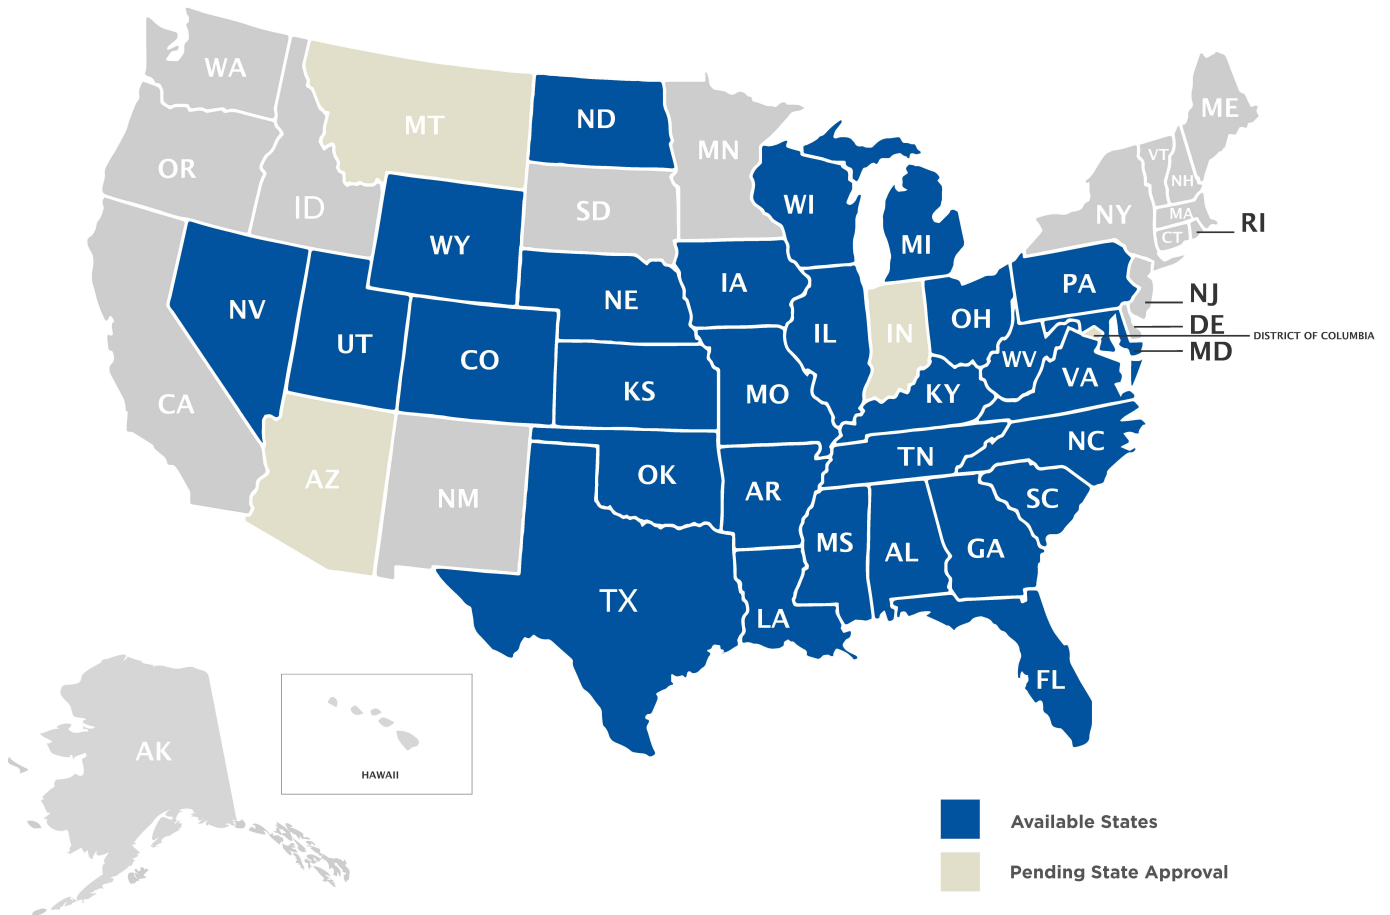 WA
MT
ND
MN
ME
OR
ID
SD
WI
MI
NY
VT
NH
MA
CT
RI
WY
NV
UT
CO
NE
IA
IL
IN
OH
PA
NJ
DE
DISTRICT OF COLUMBIA
MD
WV
VA
KY
CA
KS
MO
AZ
NM
OK
AR
TN
NC
SC
MS
AL
GA
TX
LA
FL
AK
HAWAII
Available States
Pending State Approval